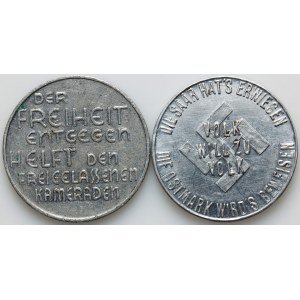 DER
FREIHEIT
ENTGEGEN
HELFT DEN
FREIGELASSENEN
KAMERADEN
DIE SAAR HAT'S ERWIESEN
VOLK
WILL ZU
VOLK
DIE OSTMARK WIRD'S BEWEISEN